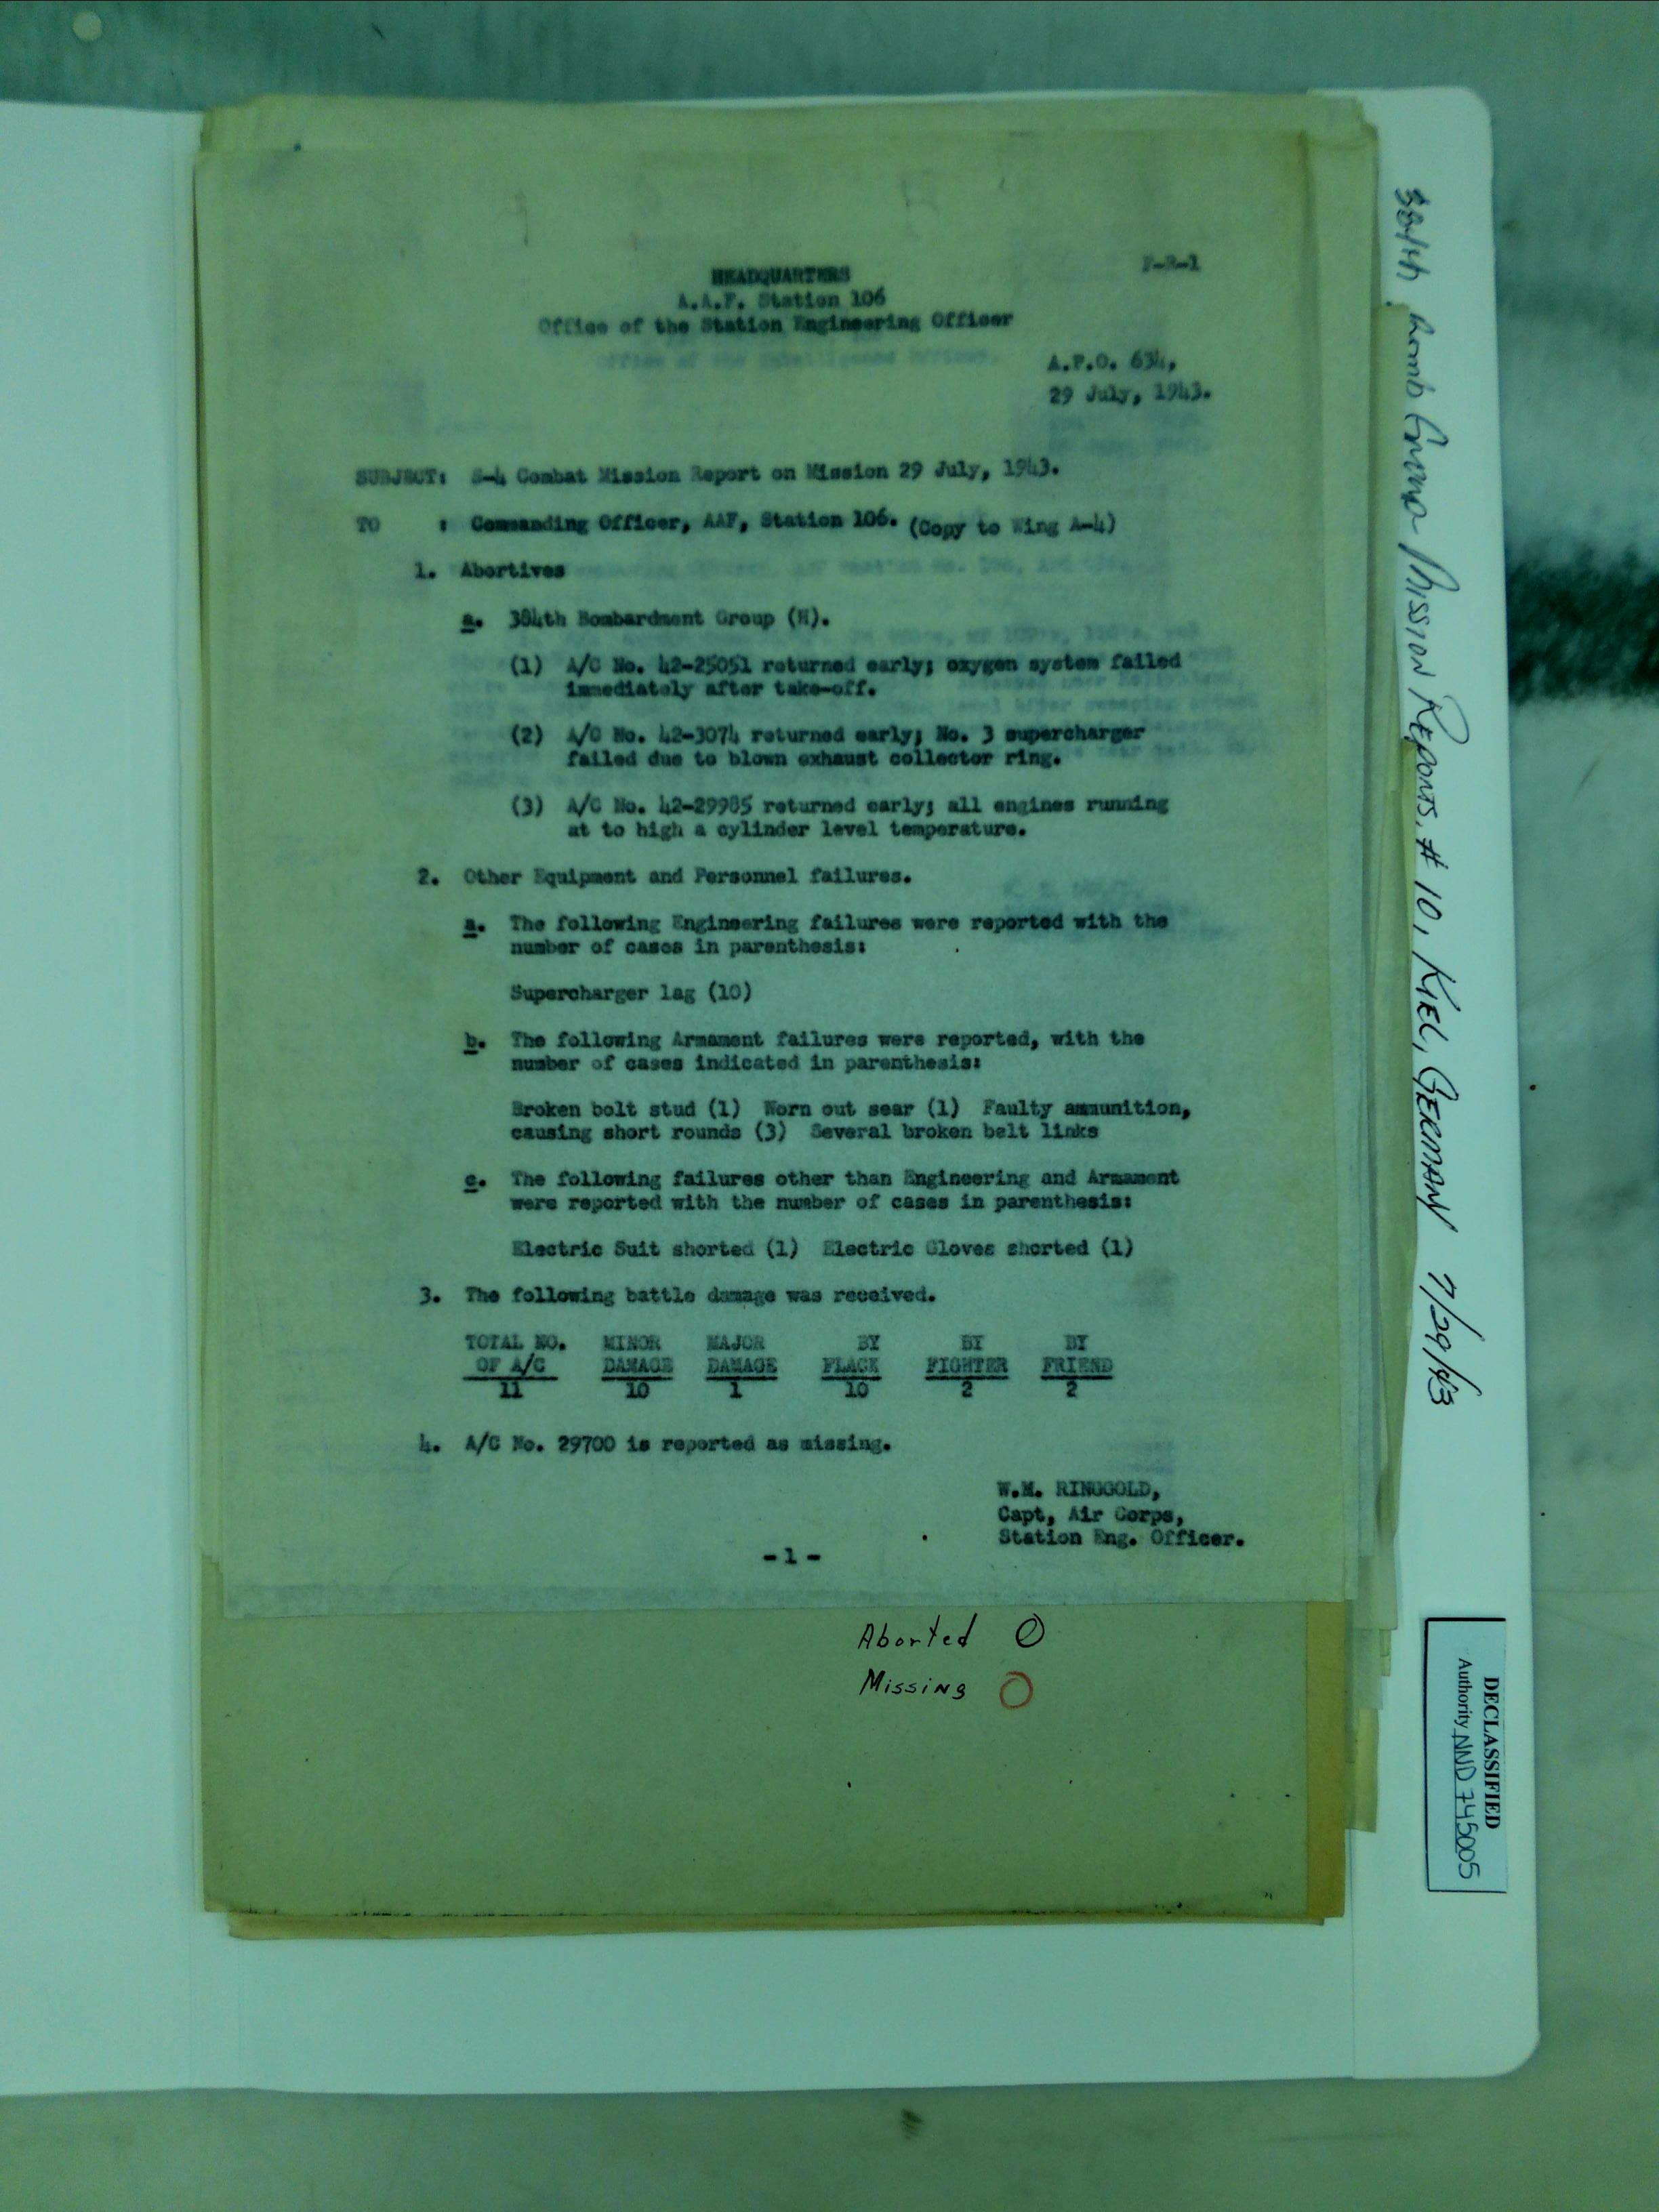 HEADQUARTERS
A.A.F. Station 106
Office of the Station Engineering Officer
A.P.O. 634,
29 July, 1943.
SUBJECT: S-4 Combat Mission Report on Mission 29 July, 1943.
TO : Commanding Officer, AAF, Station 106. (Copy to Wing A-4)
1. Abortives
a. 384th Bombardment Group (H).
(1) A/C No. 42-25051 returned early; oxygen system failed
immediately after take-off.
(2) A/C No. 42-3074 returned early; No. 3 supercharger
failed due to blown exhaust collector ring.
(3) A/C No. 42-29985 returned early; all engines running
at to high a cylinder level temperature.
2. Other Equipment and Personnel failures.
a. The following Engineering failures were reported with the
number of cases in parenthesis:
Supercharger lag (10)
b. The following Armament failures were reported, with the
number of cases indicated in parenthesis:
Broken bolt stud (1) Worn out sear (1) Faulty ammunition,
causing short rounds (3) Several broken belt links
c. The following failures other than Engineering and Armament
were reported with the number of cases in parenthesis:
Electric Suit shorted (1) Electric Gloves shorted (1)
3. The following battle damage was received.
TOTAL NO. MINOR MAJOR BY BY BY
OF A/C DAMAGE DAMAGE FLACK FIGHTER FRIEND
11 10 1 10 2 2
4. A/C No. 29700 is reported as missing.
W.M. RINGGOLD,
Capt, Air Corps,
Station Eng. Officer.
-1-
Aborted O
Missing O
384th Bomb Group Mission Reports. # 10, Kiel, German 7/29/43
DECLASSIFIED
Authority NND 745005